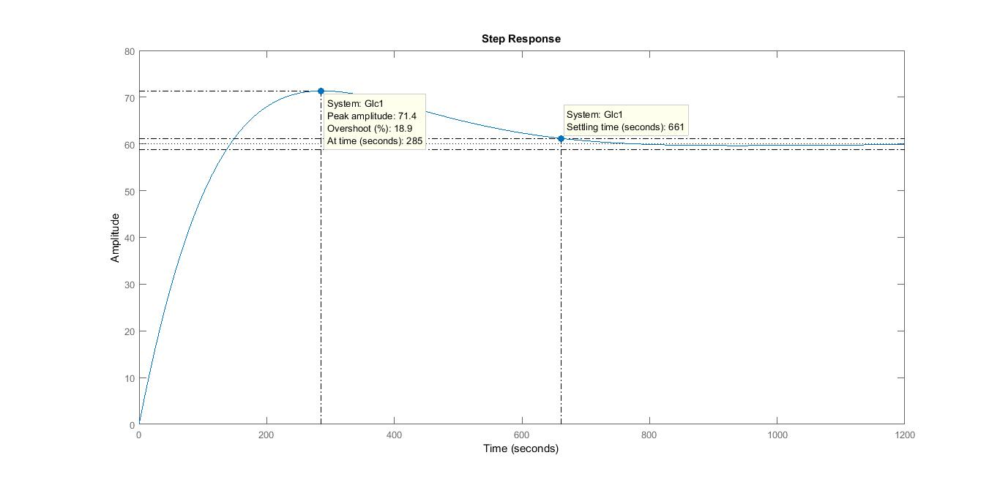 Step Response
80
70
60
50
40
30
20
10
0
Amplitude
System: Glc1
Peak amplitude: 71.4
Overshoot (%): 18.9
At time (seconds): 285
System: Glc1
Settling time (seconds): 661
0 200 400 600 800 1000 1200
Time (seconds)